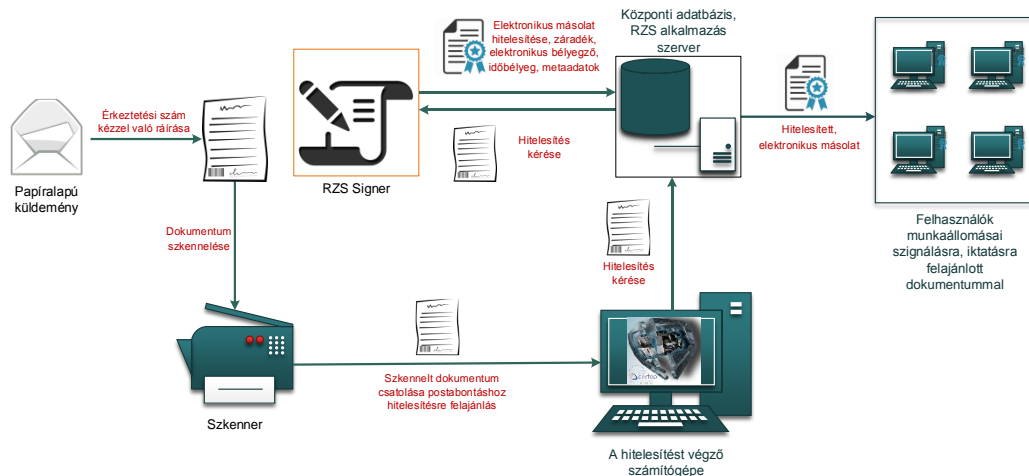 Elektronikus másolat
hitelesítése, záradék,
elektronikus bélyegző,
időbélyeg, metaadatok
Központi adatbázis,
RZS alkalmazás
szerver
Érkeztetési szám
kézzel való ráírása
Hitelesítés
kérése
Hitelesített,
elektronikus másolat
Papíralapú
küldemény
RZS Signer
Felhasználók
munkaállomásai
szignálásra, iktatásra
felajánlott
dokumentummal
Dokumentum
szkennelése
Hitelesítés
kérése
Szkennelt dokumentum
csatolása postabontáshoz
hitelesítésre felajánlás
Szkenner
certop
A hitelesítést végző
számítógépe